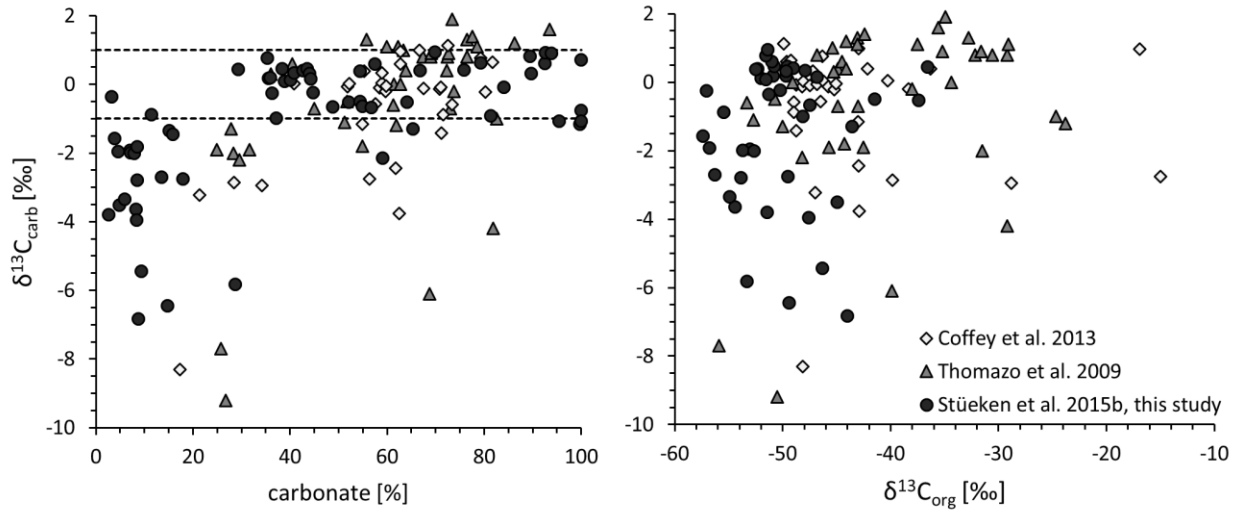 2
0
-2
-4
-6
-8
-10
δ¹³C_carb [‰]
0 20 40 60 80 100
carbonate [%]
2
0
-2
-4
-6
-8
-10
-60 -50 -40 -30 -20 -10
δ¹³C_org [‰]
Coffey et al. 2013
Thomazo et al. 2009
Stüeken et al. 2015b, this study